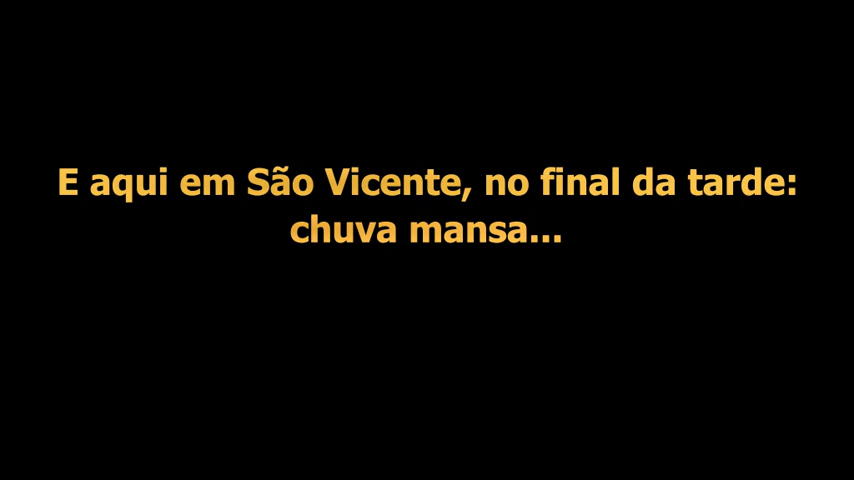 E aqui em São Vicente, no final da tarde:
chuva mansa...